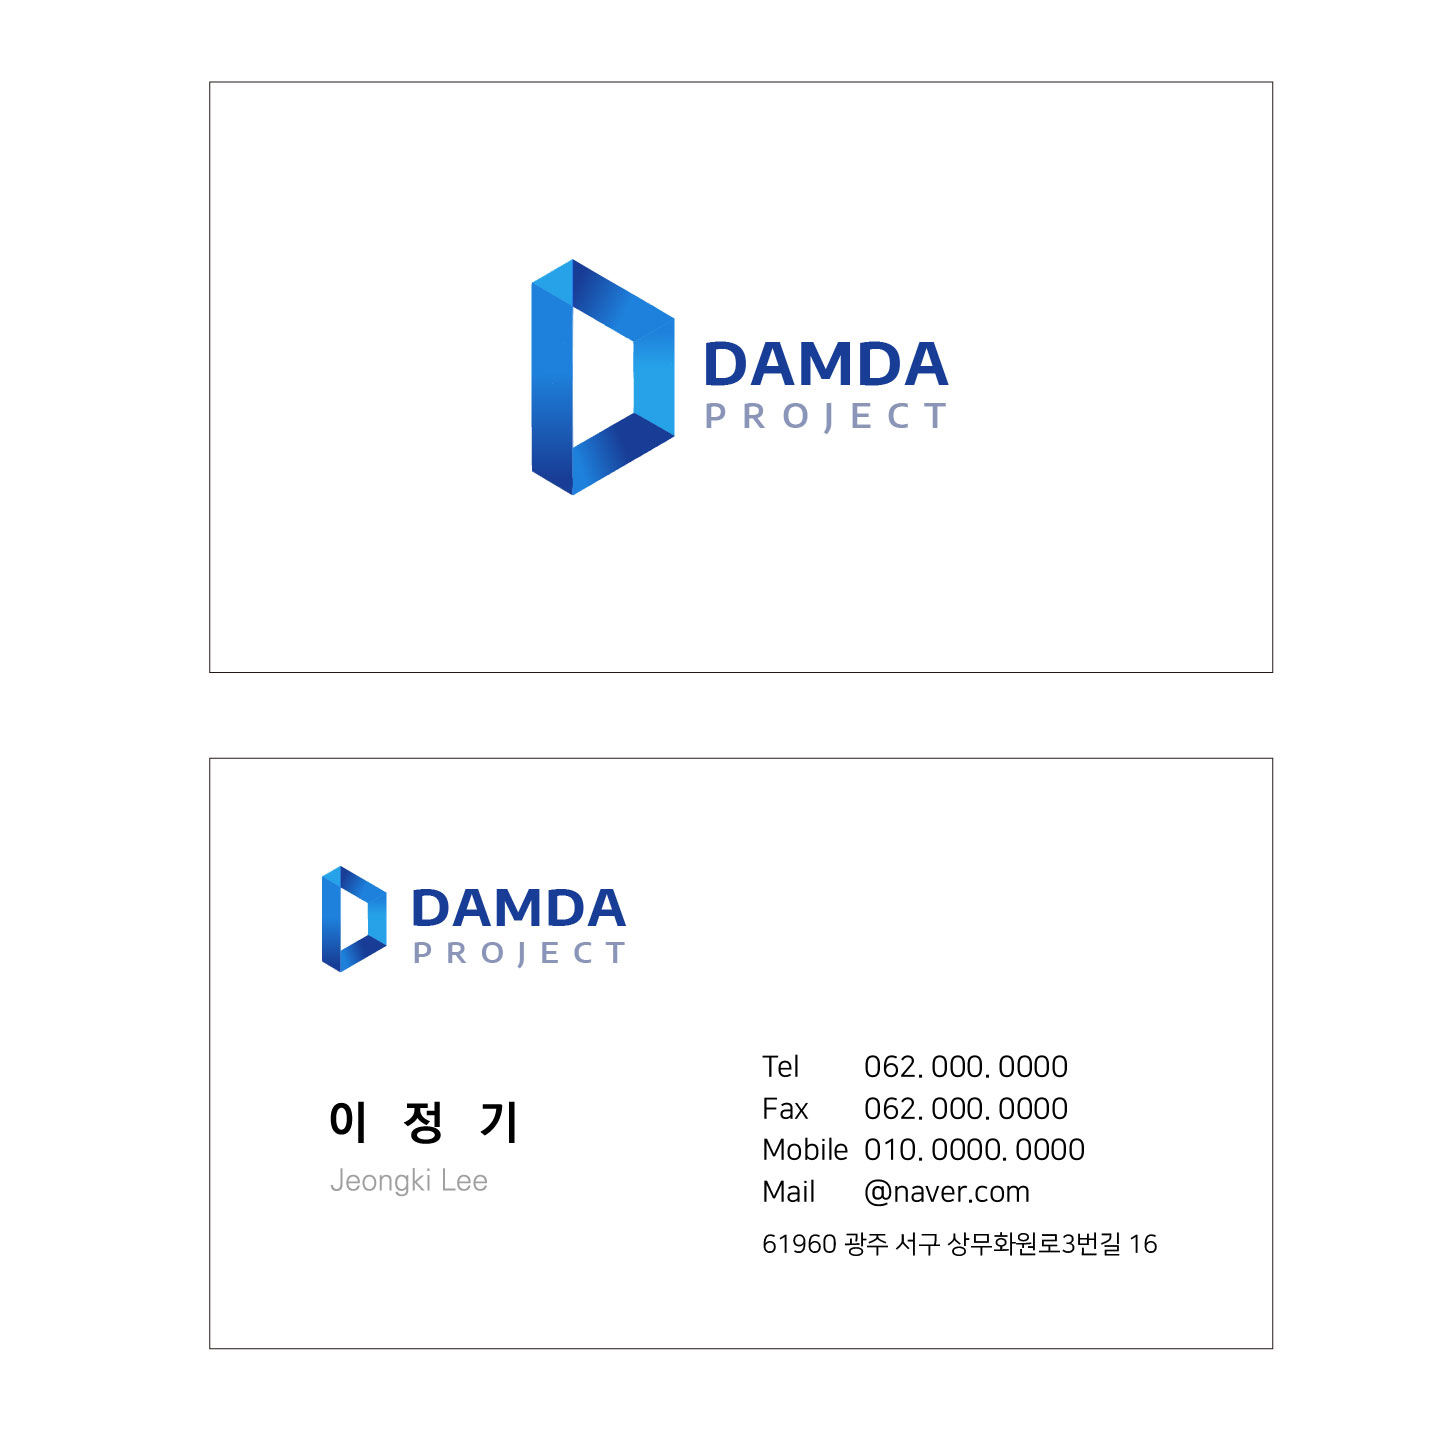 DAMDA
PROJECT
DAMDA
PROJECT
이 정 기
Jeongki Lee
Tel 062. 000. 0000
Fax 062. 000. 0000
Mobile 010. 0000. 0000
Mail @naver.com
61960 광주 서구 상무화원로3번길 16